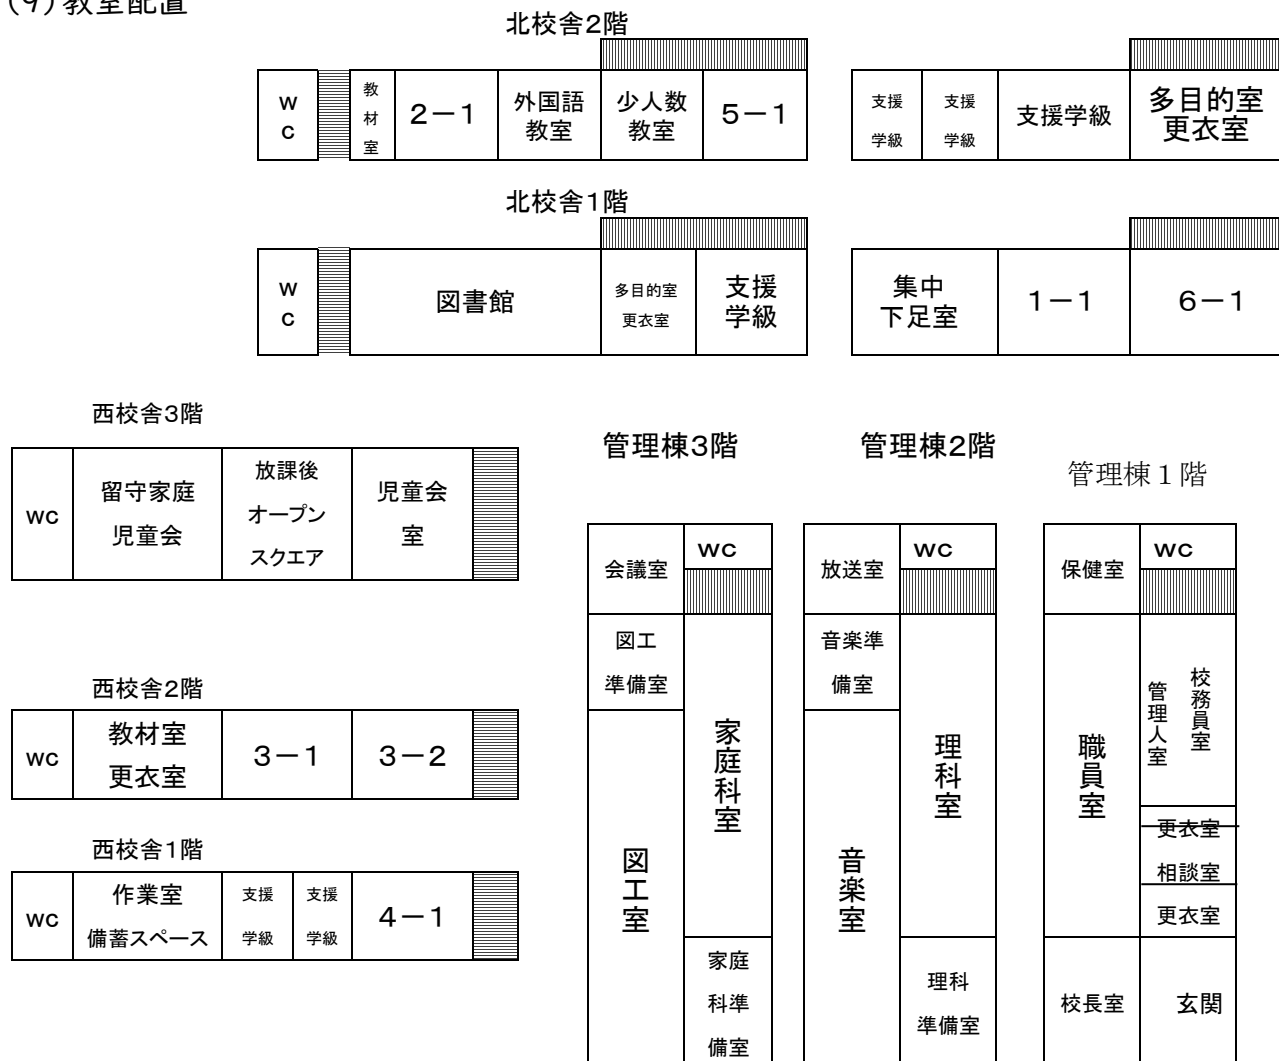 (9)教室配置
北校舎2階
W
C
教
材
室
2-1
外国語
教室
少人数
教室
5-1
支援
学級
支援
学級
支援学級
多目的室
更衣室
北校舎1階
W
C
図書館
多目的室
更衣室
支援
学級
集中
下足室
1-1
6-1
西校舎3階
WC
留守家庭
児童会
放課後
オープン
スクエア
児童会
室
西校舎2階
WC
教材室
更衣室
3-1
3-2
西校舎1階
WC
作業室
備蓄スペース
支援
学級
支援
学級
4-1
管理棟3階
会議室
WC
図工
準備室
家庭科室
図工室
家庭
科準
備室
管理棟2階
放送室
WC
音楽準
備室
理科室
音楽室
理科
準備室
管理棟1階
保健室
WC
職員室
校務員室
管理人室
更衣室
相談室
更衣室
校長室
玄関